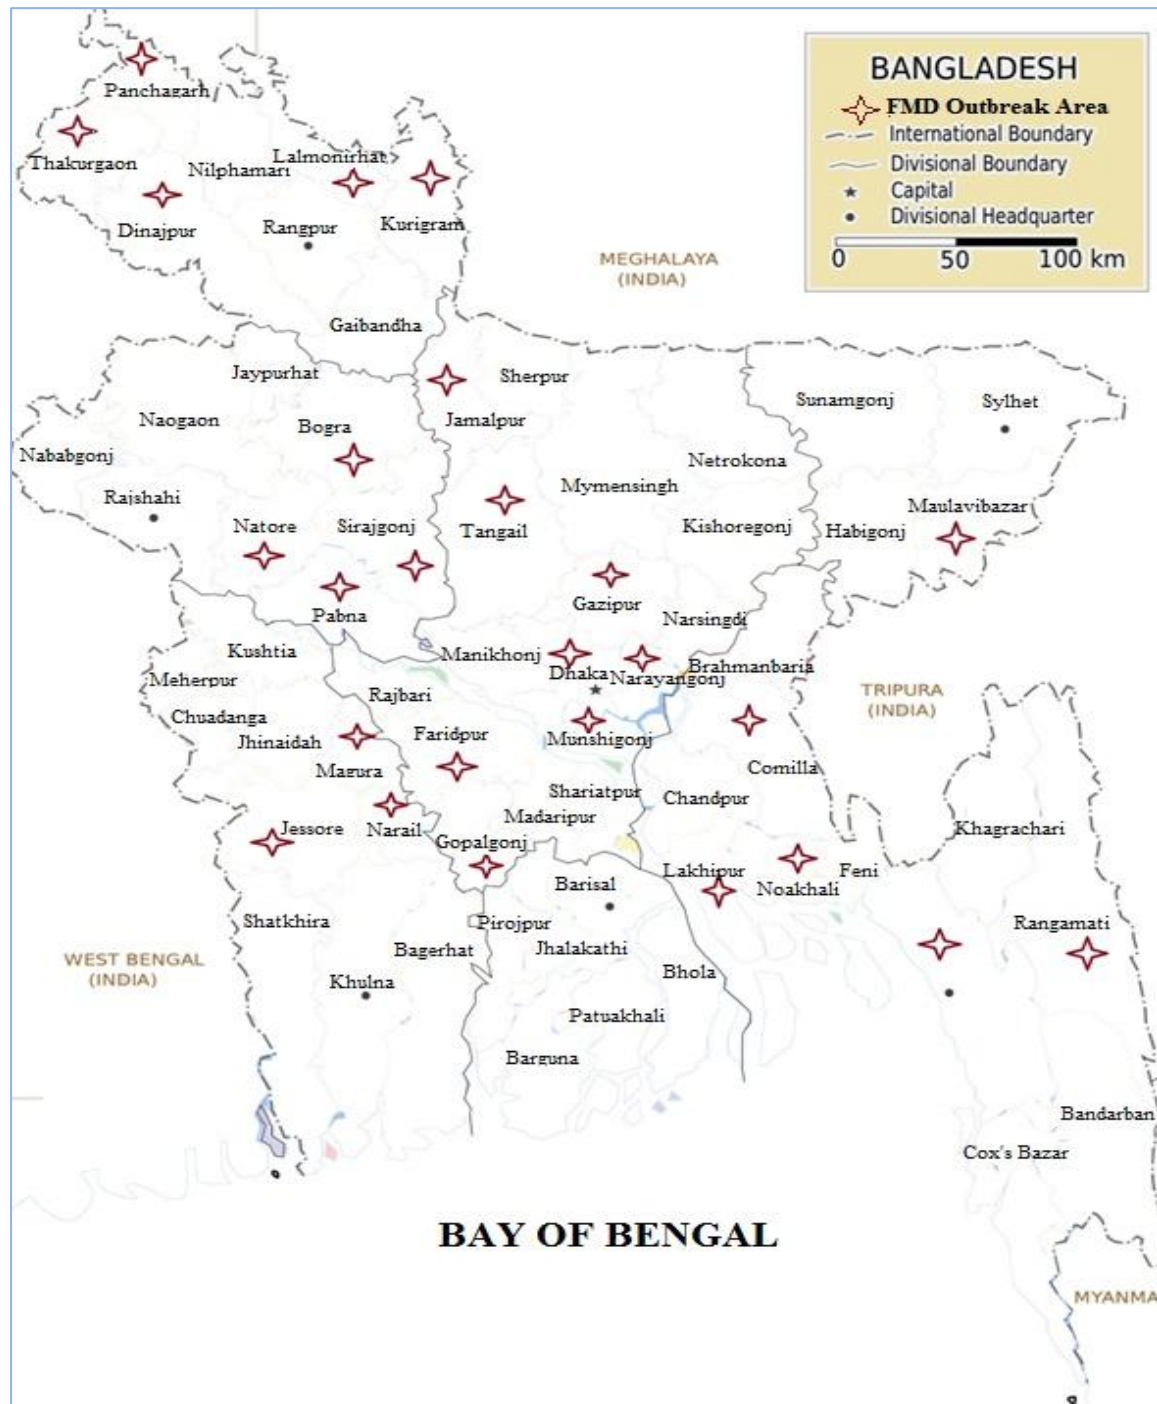 BANGLADESH
FMD Outbreak Area
International Boundary
Divisional Boundary
Capital
Divisional Headquarter
0 50 100 km
Panchagarh
Thakurgaon
Nilphamari
Lalmonirhat
Dinajpur
Rangpur
Kurigram
MEGHALAYA
(INDIA)
Gaibandha
Jaypurhat
Sherpur
Sunamgonj
Sylhet
Naogaon
Bogra
Jamalpur
Nababgonj
Netrokona
Rajshahi
Mymensingh
Maulavibazar
Natore
Sirajgonj
Tangail
Kishoregonj
Habigonj
Pabna
Gazipur
Narsingdi
Kushtia
Manikhonj
Dhaka
Narayangonj
Brahmanbaria
Meherpur
Rajbari
TRIPURA
(INDIA)
Chuadanga
Jhinaidah
Faridpur
Munshigonj
Magura
Comilla
Shariatpur
Chandpur
Jessore
Narail
Madaripur
Khagrachari
Gopalgonj
Lakhipur
Feni
Barisal
Noakhali
Shatkhira
Pirojpur
Rangamati
WEST BENGAL
(INDIA)
Bagerhat
Jhalakathi
Bhola
Khulna
Patuakhali
Barguna
Bandarban
Cox's Bazar
BAY OF BENGAL
MYANMA